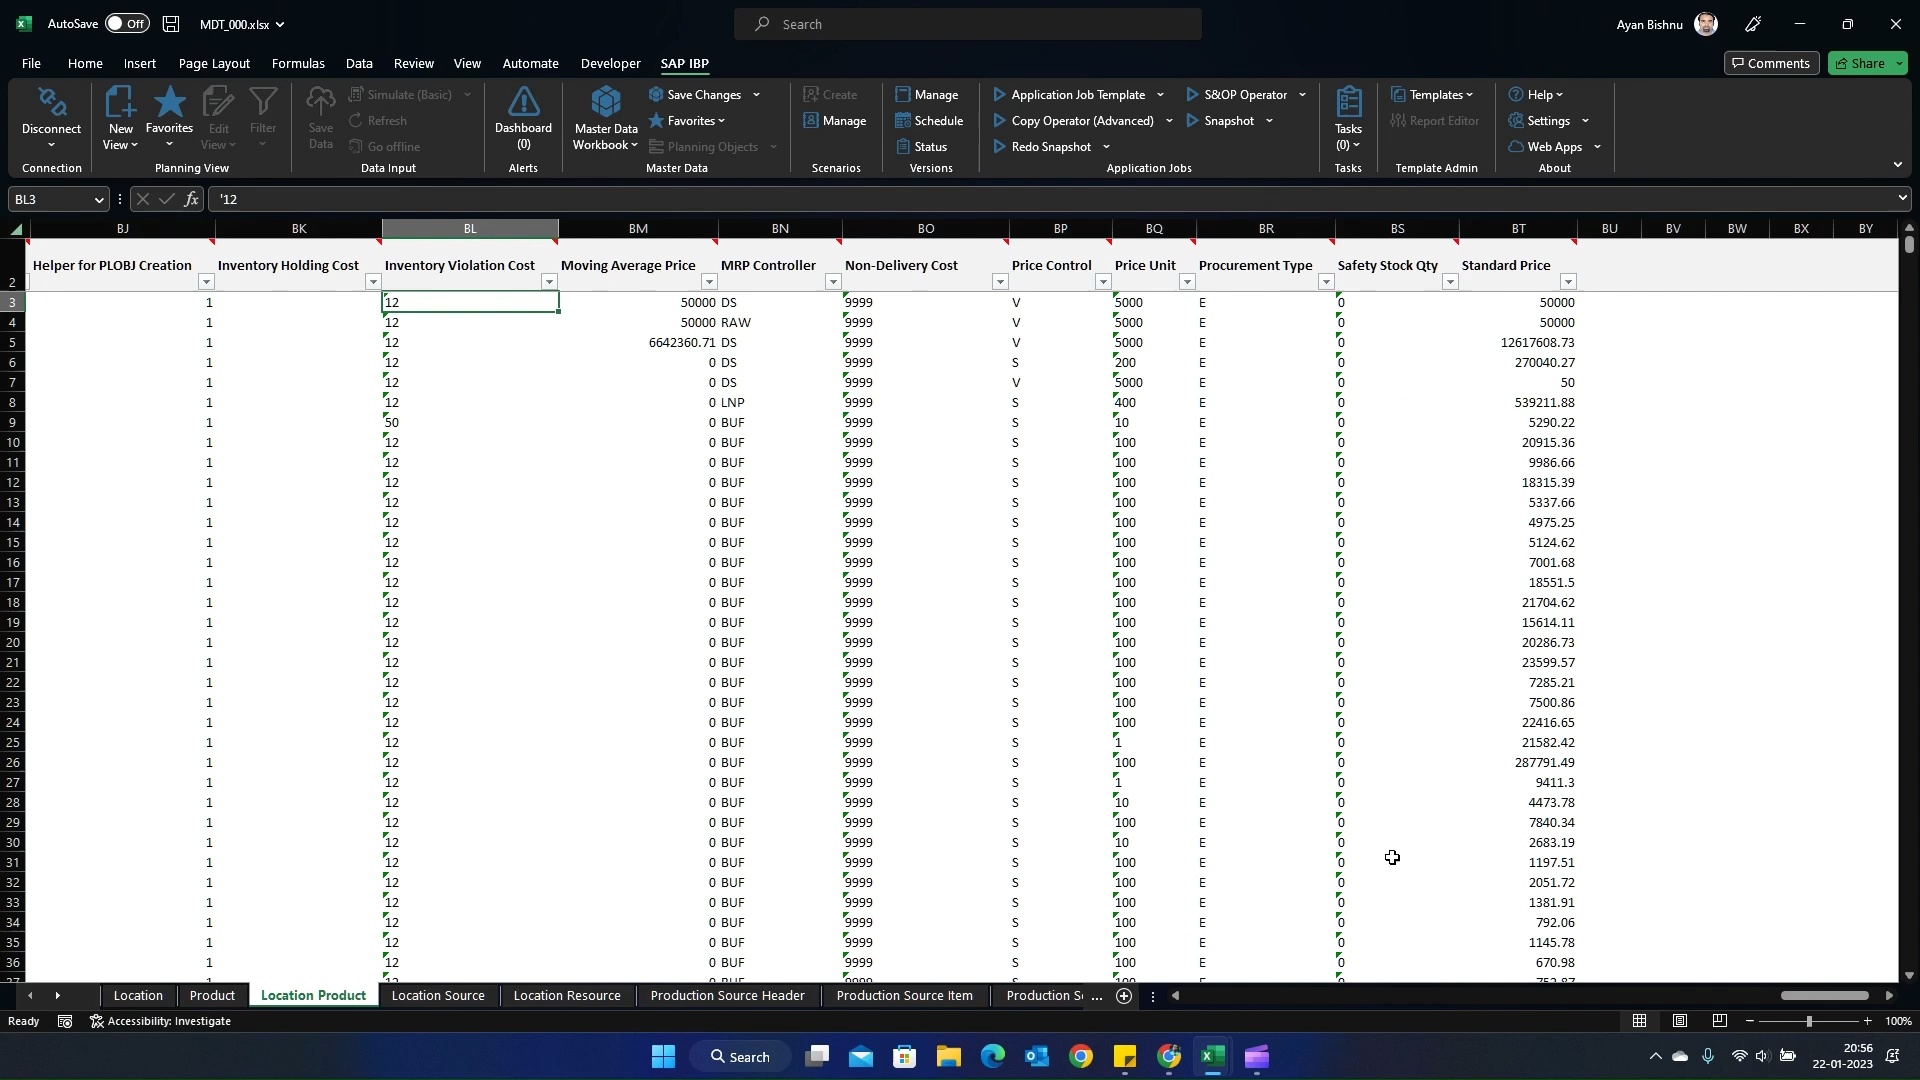 AutoSave Off MDT_000.xlsx Search Ayan Bishnu
File Home Insert Page Layout Formulas Data Review View Automate Developer SAP IBP Comments Share
Disconnect New View Favorites Edit View Filter Save Data Simulate (Basic) Refresh Go offline Dashboard (0) Master Data Workbook Save Changes Favorites Planning Objects Create Manage Manage Schedule Status Application Job Template Copy Operator (Advanced) Redo Snapshot S&OP Operator Snapshot Tasks (0) Templates Report Editor Help Settings Web Apps
Connection Planning View Data Input Alerts Master Data Scenarios Versions Application Jobs Tasks Template Admin About
BL3 fx '12
BJ BK BL BM BN BO BP BQ BR BS BT BU BV BW BX BY
2 Helper for PLOBJ Creation Inventory Holding Cost Inventory Violation Cost Moving Average Price MRP Controller Non-Delivery Cost Price Control Price Unit Procurement Type Safety Stock Qty Standard Price
3 1 12 50000 DS 9999 V 5000 E 0 50000
4 1 12 50000 RAW 9999 V 5000 E 0 50000
5 1 12 6642360.71 DS 9999 V 5000 E 0 12617608.73
6 1 12 0 DS 9999 S 200 E 0 270040.27
7 1 12 0 DS 9999 V 5000 E 0 50
8 1 12 0 LNP 9999 S 400 E 0 539211.88
9 1 50 0 BUF 9999 S 10 E 0 5290.22
10 1 12 0 BUF 9999 S 100 E 0 20915.36
11 1 12 0 BUF 9999 S 100 E 0 9986.66
12 1 12 0 BUF 9999 S 100 E 0 18315.39
13 1 12 0 BUF 9999 S 100 E 0 5337.66
14 1 12 0 BUF 9999 S 100 E 0 4975.25
15 1 12 0 BUF 9999 S 100 E 0 5124.62
16 1 12 0 BUF 9999 S 100 E 0 7001.68
17 1 12 0 BUF 9999 S 100 E 0 18551.5
18 1 12 0 BUF 9999 S 100 E 0 21704.62
19 1 12 0 BUF 9999 S 100 E 0 15614.11
20 1 12 0 BUF 9999 S 100 E 0 20286.73
21 1 12 0 BUF 9999 S 100 E 0 23599.57
22 1 12 0 BUF 9999 S 100 E 0 7285.21
23 1 12 0 BUF 9999 S 100 E 0 7500.86
24 1 12 0 BUF 9999 S 100 E 0 22416.65
25 1 12 0 BUF 9999 S 1 E 0 21582.42
26 1 12 0 BUF 9999 S 100 E 0 287791.49
27 1 12 0 BUF 9999 S 1 E 0 9411.3
28 1 12 0 BUF 9999 S 10 E 0 4473.78
29 1 12 0 BUF 9999 S 100 E 0 7840.34
30 1 12 0 BUF 9999 S 10 E 0 2683.19
31 1 12 0 BUF 9999 S 100 E 0 1197.51
32 1 12 0 BUF 9999 S 100 E 0 2051.72
33 1 12 0 BUF 9999 S 100 E 0 1381.91
34 1 12 0 BUF 9999 S 100 E 0 792.06
35 1 12 0 BUF 9999 S 100 E 0 1145.78
36 1 12 0 BUF 9999 S 100 E 0 670.98
Location Product Location Product Location Source Location Resource Production Source Header Production Source Item Production S ...
Ready Accessibility: Investigate 100%
Search 20:56
22-01-2023